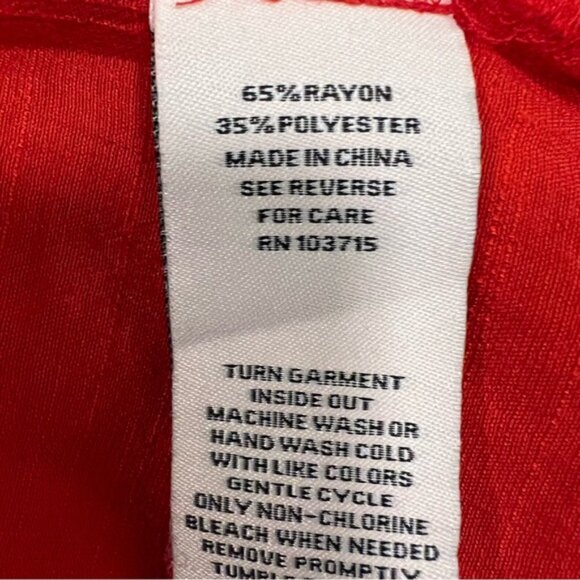 65% RAYON
35% POLYESTER
MADE IN CHINA
SEE REVERSE
FOR CARE
RN 103715
TURN GARMENT
INSIDE OUT
MACHINE WASH OR
HAND WASH COLD
WITH LIKE COLORS
GENTLE CYCLE
ONLY NON-CHLORINE
BLEACH WHEN NEEDED
REMOVE PROMPTLY
TUMBLE